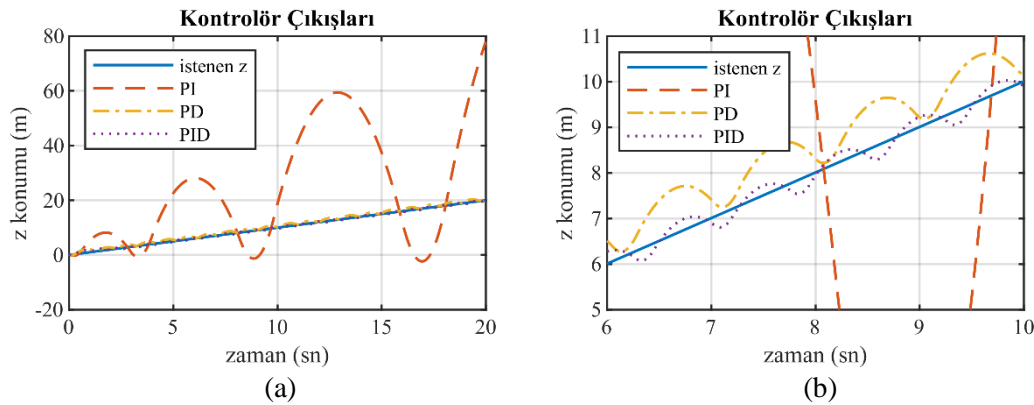 Kontrolör Çıkışları
80
60
40
20
0
-20
z konumu (m)
istenen z
PI
PD
PID
0
5
10
15
20
zaman (sn)
(a)
Kontrolör Çıkışları
11
10
9
8
7
6
5
z konumu (m)
istenen z
PI
PD
PID
6
7
8
9
10
zaman (sn)
(b)